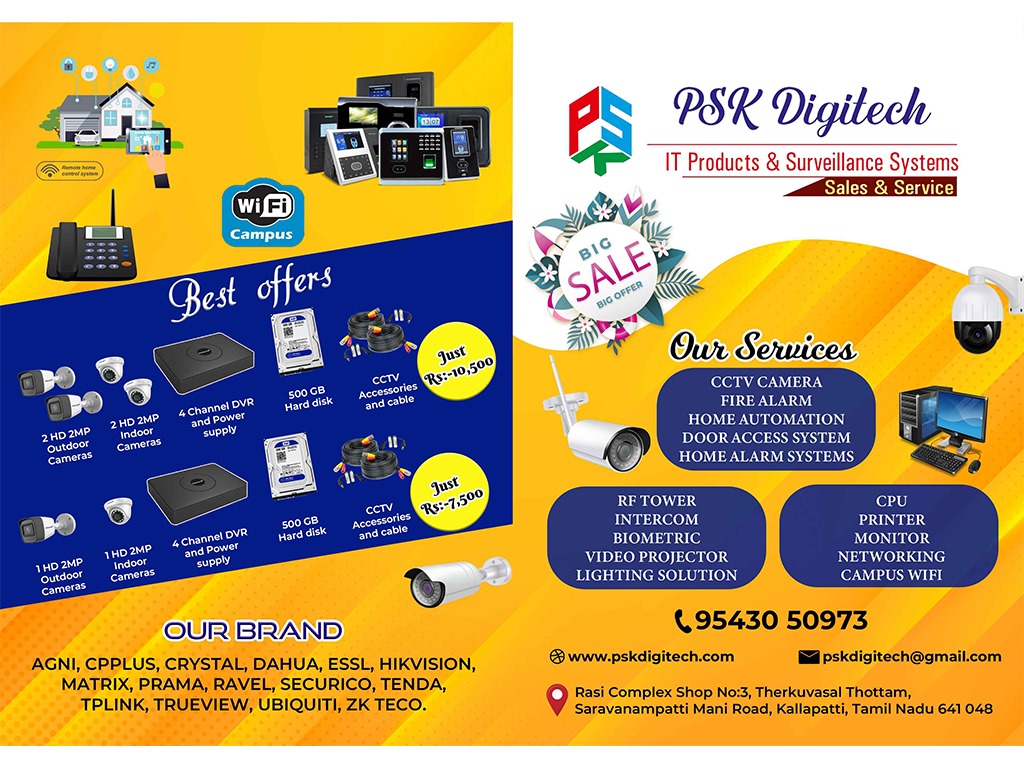 Remote home
control system
WiFi
Campus
Best offers
2 HD 2MP
Outdoor
Cameras
2 HD 2MP
Indoor
Cameras
4 Channel DVR
and Power
supply
500 GB
Hard disk
CCTV
Accessories
and cable
Just
Rs:-10,500
1 HD 2MP
Outdoor
Cameras
1 HD 2MP
Indoor
Cameras
4 Channel DVR
and Power
supply
500 GB
Hard disk
CCTV
Accessories
and cable
Just
Rs:-7,500
OUR BRAND
AGNI, CPPLUS, CRYSTAL, DAHUA, ESSL, HIKVISION,
MATRIX, PRAMA, RAVEL, SECURICO, TENDA,
TPLINK, TRUEVIEW, UBIQUITI, ZK TECO.
PSK
PSK Digitech
IT Products & Surveillance Systems
Sales & Service
BIG
SALE
BIG OFFER
Our Services
CCTV CAMERA
FIRE ALARM
HOME AUTOMATION
DOOR ACCESS SYSTEM
HOME ALARM SYSTEMS
RF TOWER
INTERCOM
BIOMETRIC
VIDEO PROJECTOR
LIGHTING SOLUTION
CPU
PRINTER
MONITOR
NETWORKING
CAMPUS WIFI
95430 50973
www.pskdigitech.com
pskdigitech@gmail.com
Rasi Complex Shop No:3, Therkuvasal Thottam,
Saravanampatti Mani Road, Kallapatti, Tamil Nadu 641 048